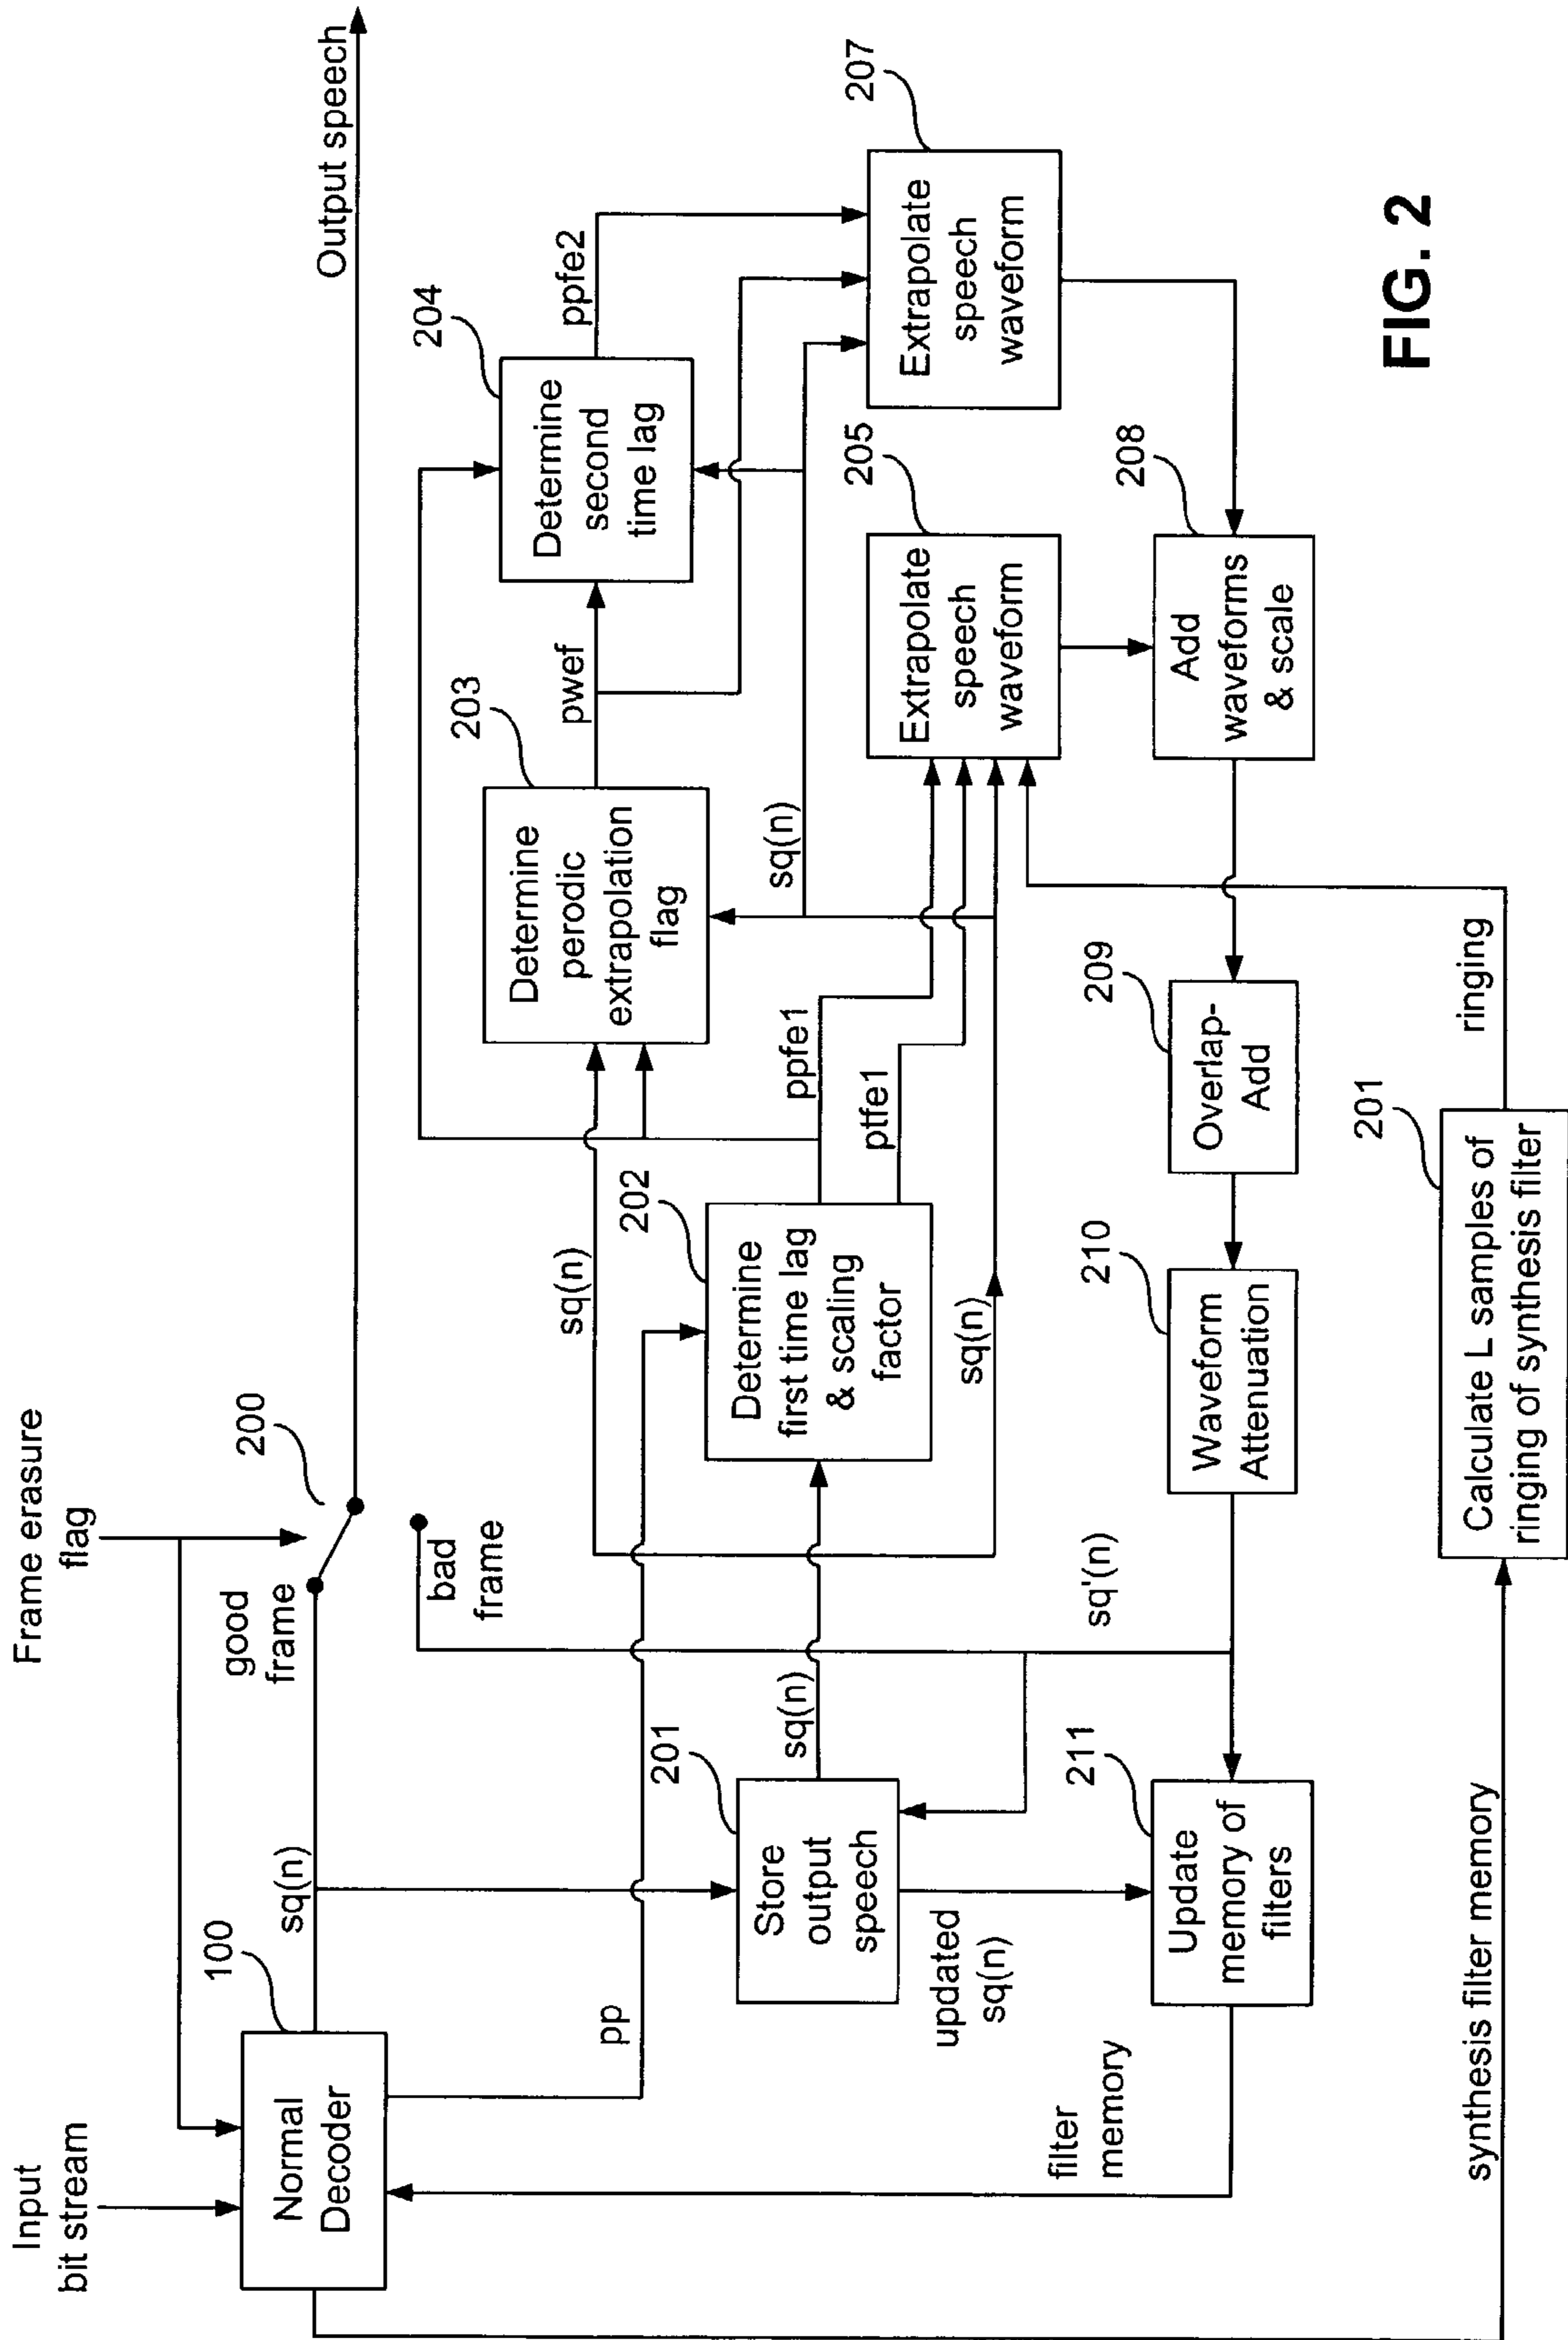 Input
bit stream
Frame erasure
flag
Output speech
100
Normal
Decoder
sq(n)
good
frame
200
bad
frame
pp
201
Store
output
speech
sq(n)
updated
sq(n)
202
Determine
first time lag
& scaling
factor
sq(n)
sq(n)
ppfe1
ptfe1
203
Determine
perodic
extrapolation
flag
pwef
sq(n)
204
Determine
second
time lag
ppfe2
205
Extrapolate
speech
waveform
207
Extrapolate
speech
waveform
208
Add
waveforms
& scale
209
Overlap-
Add
210
Waveform
Attenuation
sq'(n)
211
Update
memory of
filters
filter
memory
synthesis filter memory
201
Calculate L samples of
ringing of synthesis filter
ringing
FIG. 2